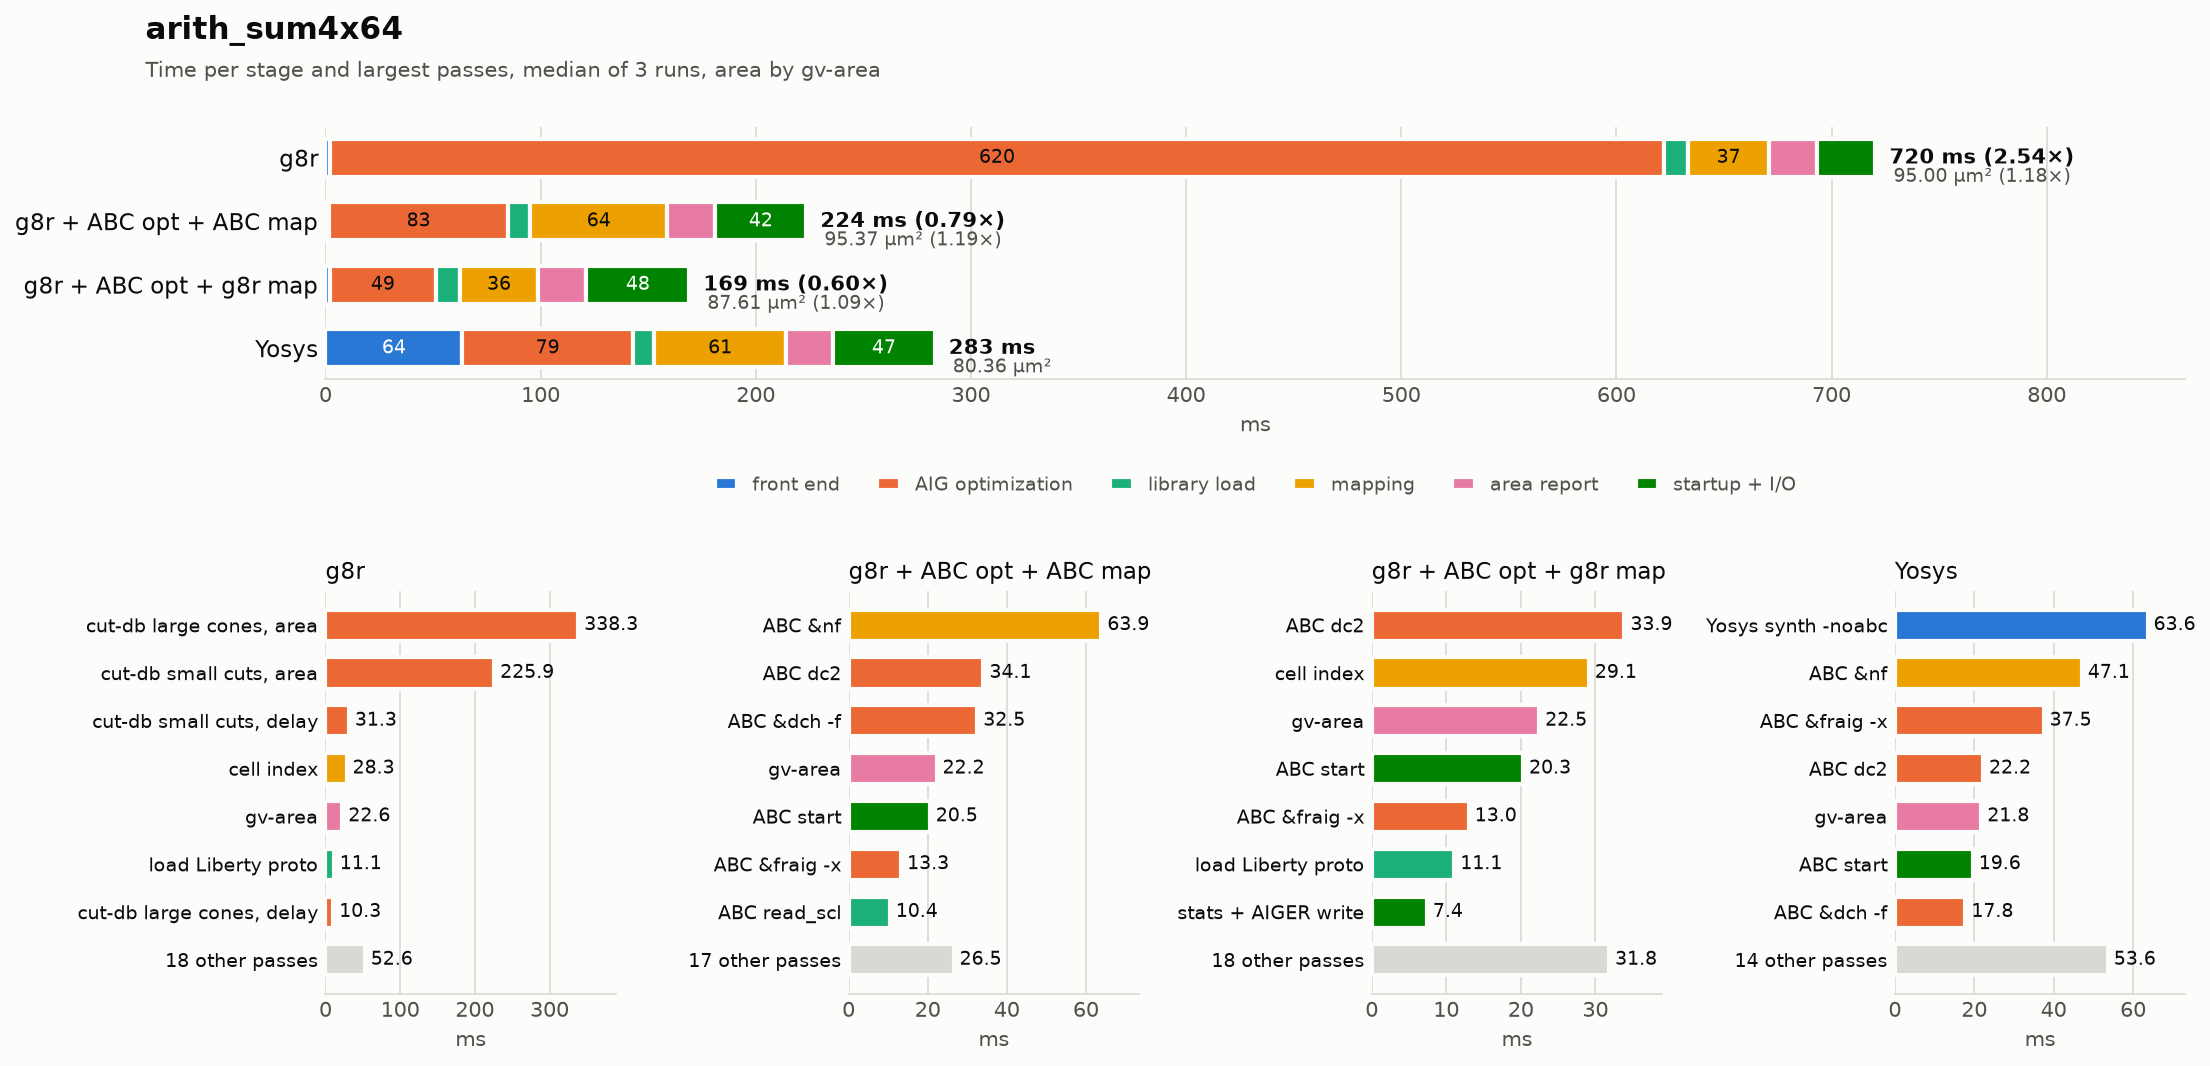 arith_sum4x64
Time per stage and largest passes, median of 3 runs, area by gv-area
g8r
620
37
720 ms (2.54×)
95.00 µm² (1.18×)
g8r + ABC opt + ABC map
83
64
42
224 ms (0.79×)
95.37 µm² (1.19×)
g8r + ABC opt + g8r map
49
36
48
169 ms (0.60×)
87.61 µm² (1.09×)
Yosys
64
79
61
47
283 ms
80.36 µm²
0 100 200 300 400 500 600 700 800
ms
front end AIG optimization library load mapping area report startup + I/O
g8r
cut-db large cones, area 338.3
cut-db small cuts, area 225.9
cut-db small cuts, delay 31.3
cell index 28.3
gv-area 22.6
load Liberty proto 11.1
cut-db large cones, delay 10.3
18 other passes 52.6
0 100 200 300
ms
g8r + ABC opt + ABC map
ABC &nf 63.9
ABC dc2 34.1
ABC &dch -f 32.5
gv-area 22.2
ABC start 20.5
ABC &fraig -x 13.3
ABC read_scl 10.4
17 other passes 26.5
0 20 40 60
ms
g8r + ABC opt + g8r map
ABC dc2 33.9
cell index 29.1
gv-area 22.5
ABC start 20.3
ABC &fraig -x 13.0
load Liberty proto 11.1
stats + AIGER write 7.4
18 other passes 31.8
0 10 20 30
ms
Yosys
Yosys synth -noabc 63.6
ABC &nf 47.1
ABC &fraig -x 37.5
ABC dc2 22.2
gv-area 21.8
ABC start 19.6
ABC &dch -f 17.8
14 other passes 53.6
0 20 40 60
ms